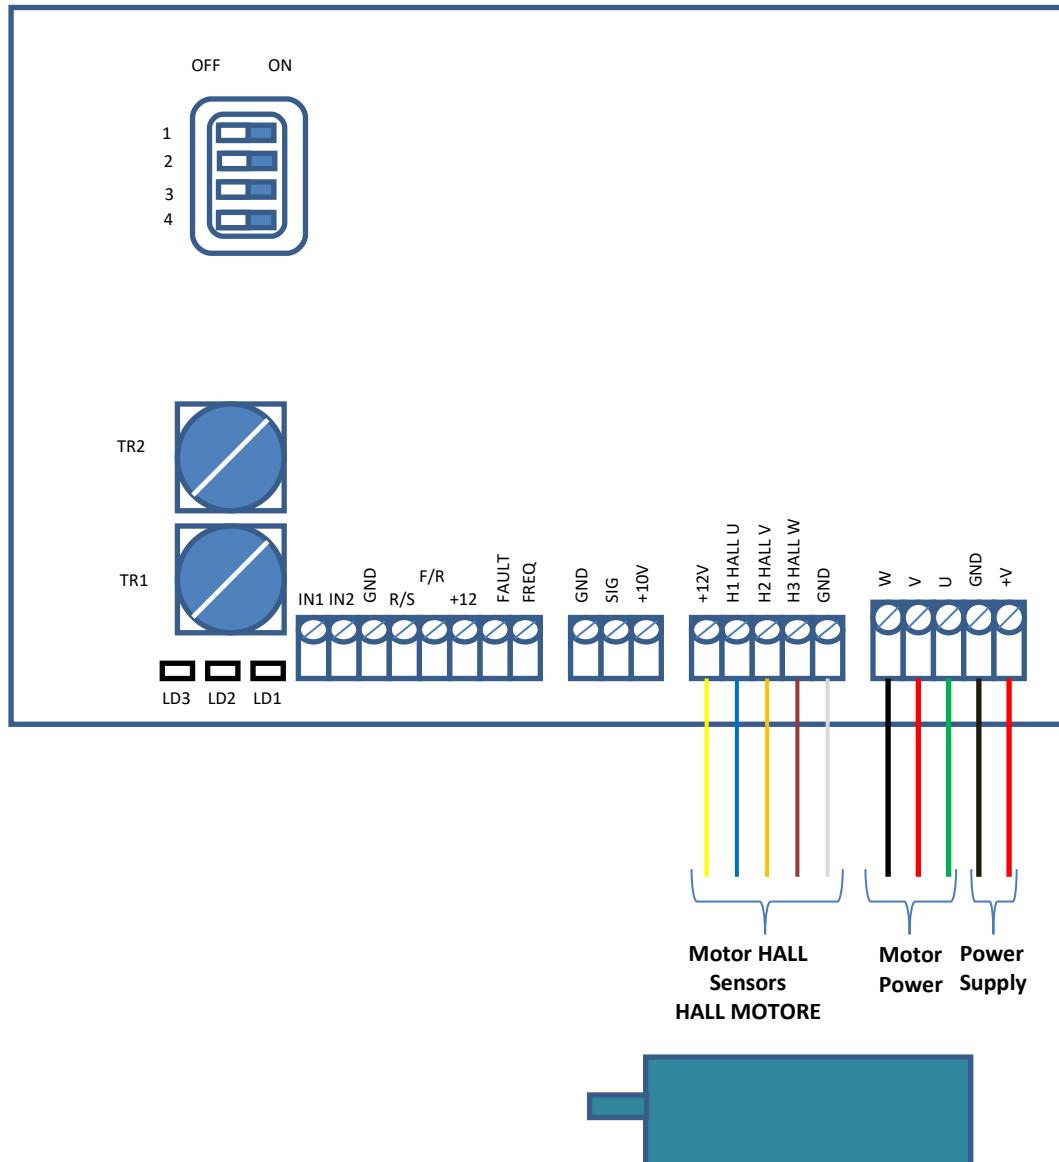 OFF ON
1
2
3
4
TR2
TR1
IN1 IN2 GND R/S F/R +12 FAULT FREQ
GND SIG +10V
+12V H1 HALL U H2 HALL V H3 HALL W GND
W V U GND +V
LD3 LD2 LD1
Motor HALL
Sensors
HALL MOTORE
Motor
Power
Power
Supply